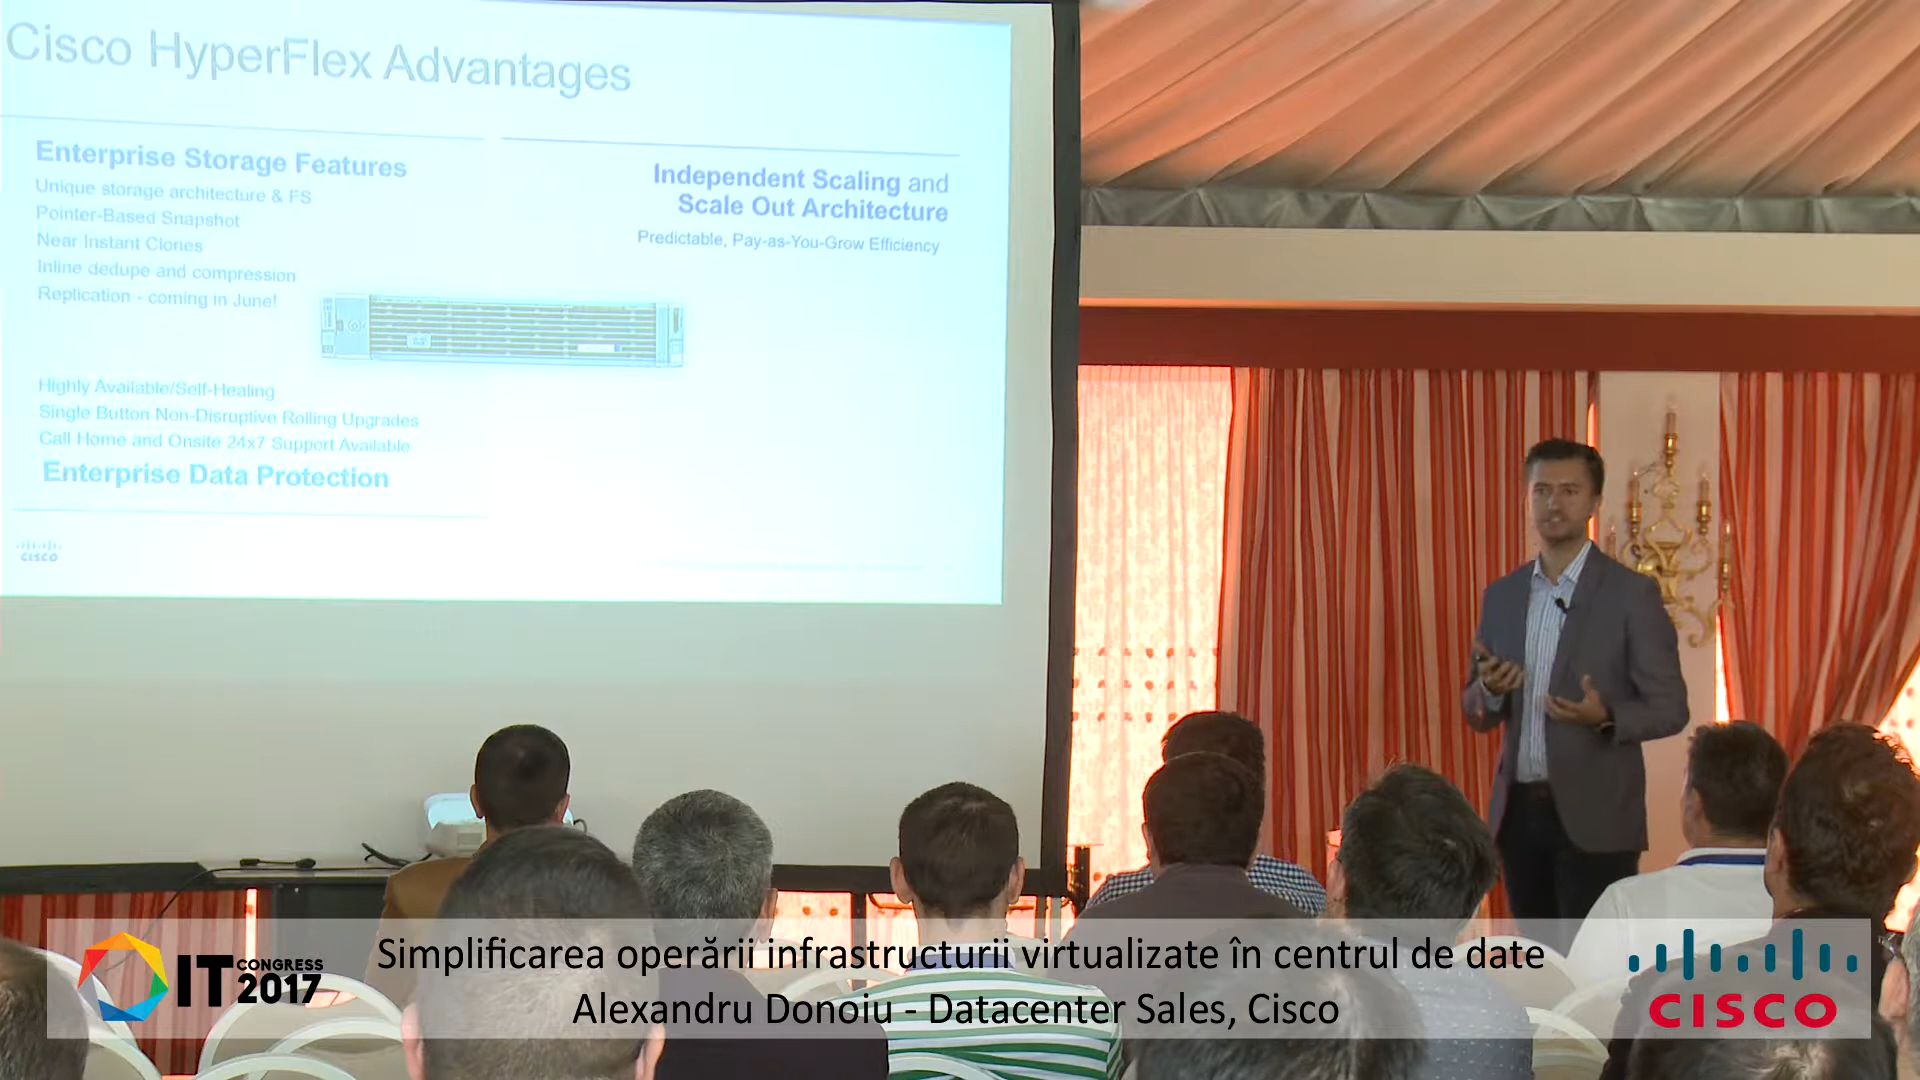 Cisco HyperFlex Advantages
Enterprise Storage Features
Unique storage architecture & FS
Pointer-Based Snapshot
Near Instant Clones
Inline dedupe and compression
Replication - coming in June!
Independent Scaling and
Scale Out Architecture
Predictable, Pay-as-You-Grow Efficiency
Highly Available/Self-Healing
Single Button Non-Disruptive Rolling Upgrades
Call Home and Onsite 24x7 Support Available
Enterprise Data Protection
CISCO
IT CONGRESS 2017
Simplificarea operării infrastructurii virtualizate în centrul de date
Alexandru Donoiu - Datacenter Sales, Cisco
CISCO